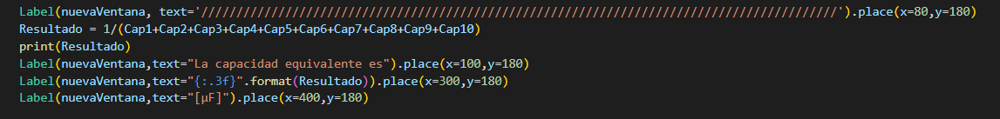 Label(nuevaVentana, text='///////////////////////////////////////////////////////////////////////////////////////////').place(x=80,y=180)
Resultado = 1/(Cap1+Cap2+Cap3+Cap4+Cap5+Cap6+Cap7+Cap8+Cap9+Cap10)
print(Resultado)
Label(nuevaVentana,text="La capacidad equivalente es").place(x=100,y=180)
Label(nuevaVentana,text="{:.3f}".format(Resultado)).place(x=300,y=180)
Label(nuevaVentana,text="[µF]").place(x=400,y=180)